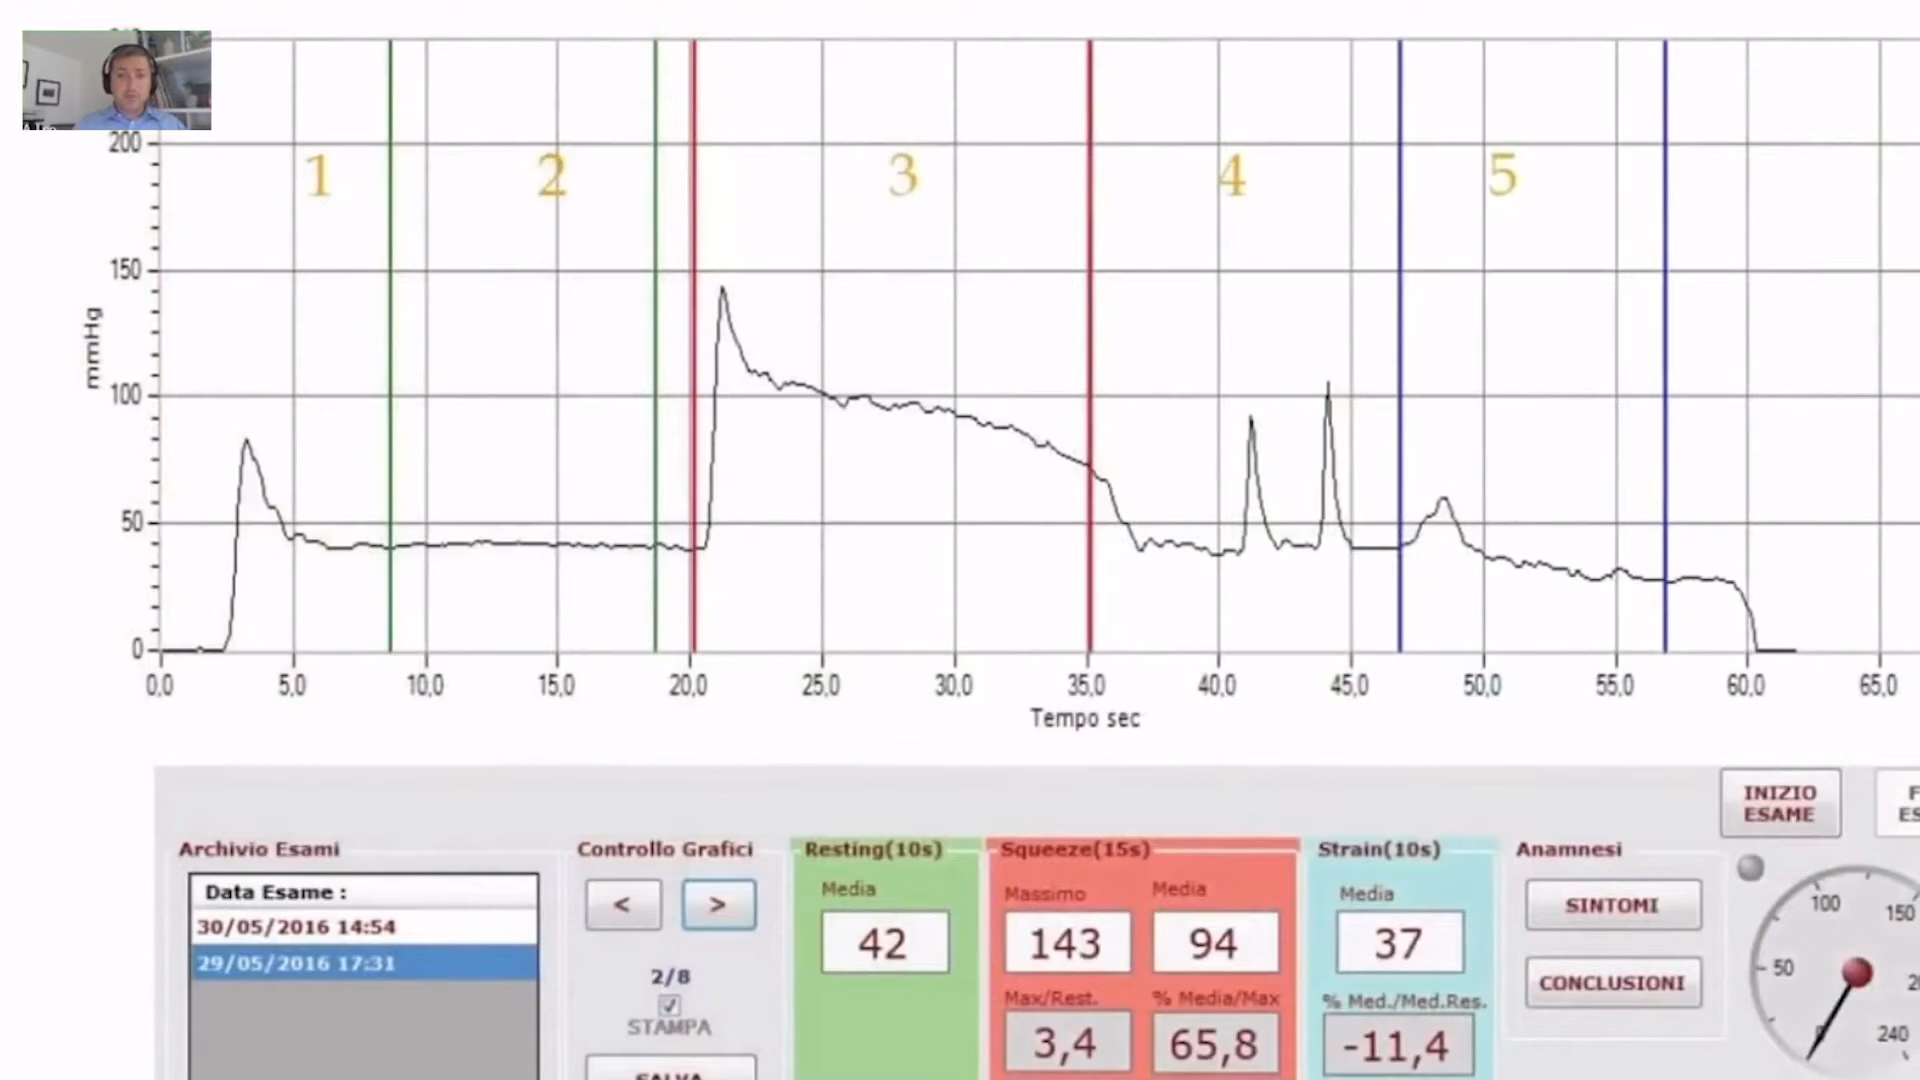 200
1 2 3 4 5
150
mmHg
100
50
0
0,0 5,0 10,0 15,0 20,0 25,0 30,0 35,0 40,0 45,0 50,0 55,0 60,0 65,0
Tempo sec
INIZIO
ESAME
Archivio Esami
Data Esame :
30/05/2016 14:54
29/05/2016 17:31
Controllo Grafici
< >
2/8
STAMPA
SALVA
Resting(10s)
Media
42
Squeeze(15s)
Massimo Media
143 94
Max/Rest. % Media/Max
3,4 65,8
Strain(10s)
Media
37
% Med./Med.Res.
-11,4
Anamnesi
SINTOMI
CONCLUSIONI
100 150
50
240